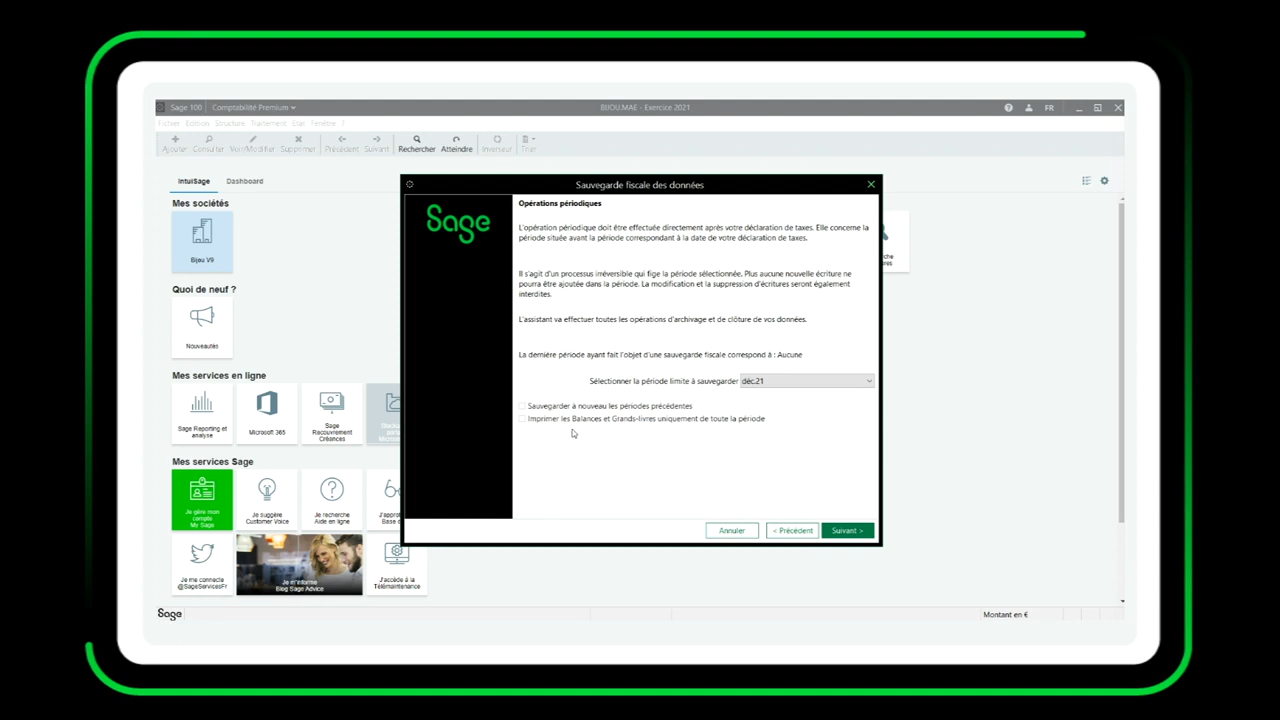 Sage 100
Comptabilité Premium
BIJOU.MAE - Exercice 2021
FR
Fichier Edition Structure Traitement Etat Fenêtre ?
Ajouter Consulter Voir/Modifier Supprimer Précédent Suivant Rechercher Atteindre Inverseur Trier
IntuiSage Dashboard
Mes sociétés
Bijou V9
Quoi de neuf ?
Nouveautés
Mes services en ligne
Sage Reporting et
analyse
Microsoft 365
Sage
Recouvrement
Créances
Mes services Sage
Je gère mon
compte
My Sage
Je suggère
Customer Voice
Je recherche
Aide en ligne
Je me connecte
@SageServicesFr
Je m'informe
Blog Sage Advice
J'accède à la
Télémaintenance
Sauvegarde fiscale des données
Sage
Opérations périodiques
L'opération périodique doit être effectuée directement après votre déclaration de taxes. Elle concerne la
période située avant la période correspondant à la date de votre déclaration de taxes.
Il s'agit d'un processus irréversible qui fige la période sélectionnée. Plus aucune nouvelle écriture ne
pourra être ajoutée dans la période. La modification et la suppression d'écritures seront également
interdites.
L'assistant va effectuer toutes les opérations d'archivage et de clôture de vos données.
La dernière période ayant fait l'objet d'une sauvegarde fiscale correspond à : Aucune
Sélectionner la période limite à sauvegarder déc.21
Sauvegarder à nouveau les périodes précédentes
Imprimer les Balances et Grands-livres uniquement de toute la période
Annuler < Précédent Suivant >
Sage
Montant en €